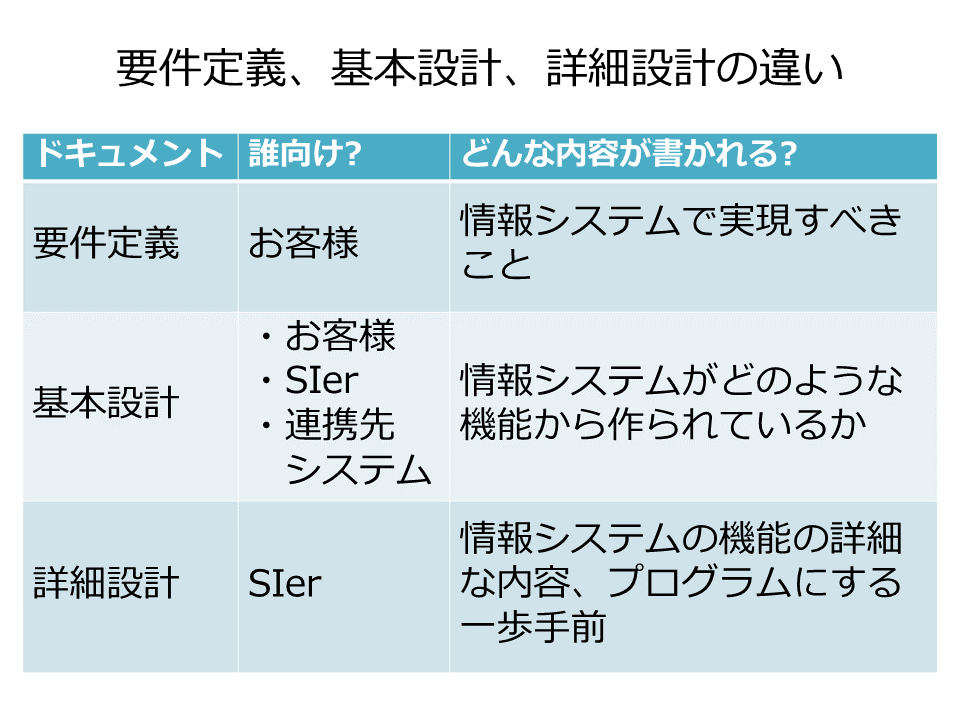 要件定義、基本設計、詳細設計の違い
ドキュメント 誰向け? どんな内容が書かれる?
要件定義
お客様
情報システムで実現すべき
こと
基本設計
・お客様
・SIer
・連携先
システム
情報システムがどのような
機能から作られているか
詳細設計
SIer
情報システムの機能の詳細
な内容、プログラムにする
一歩手前